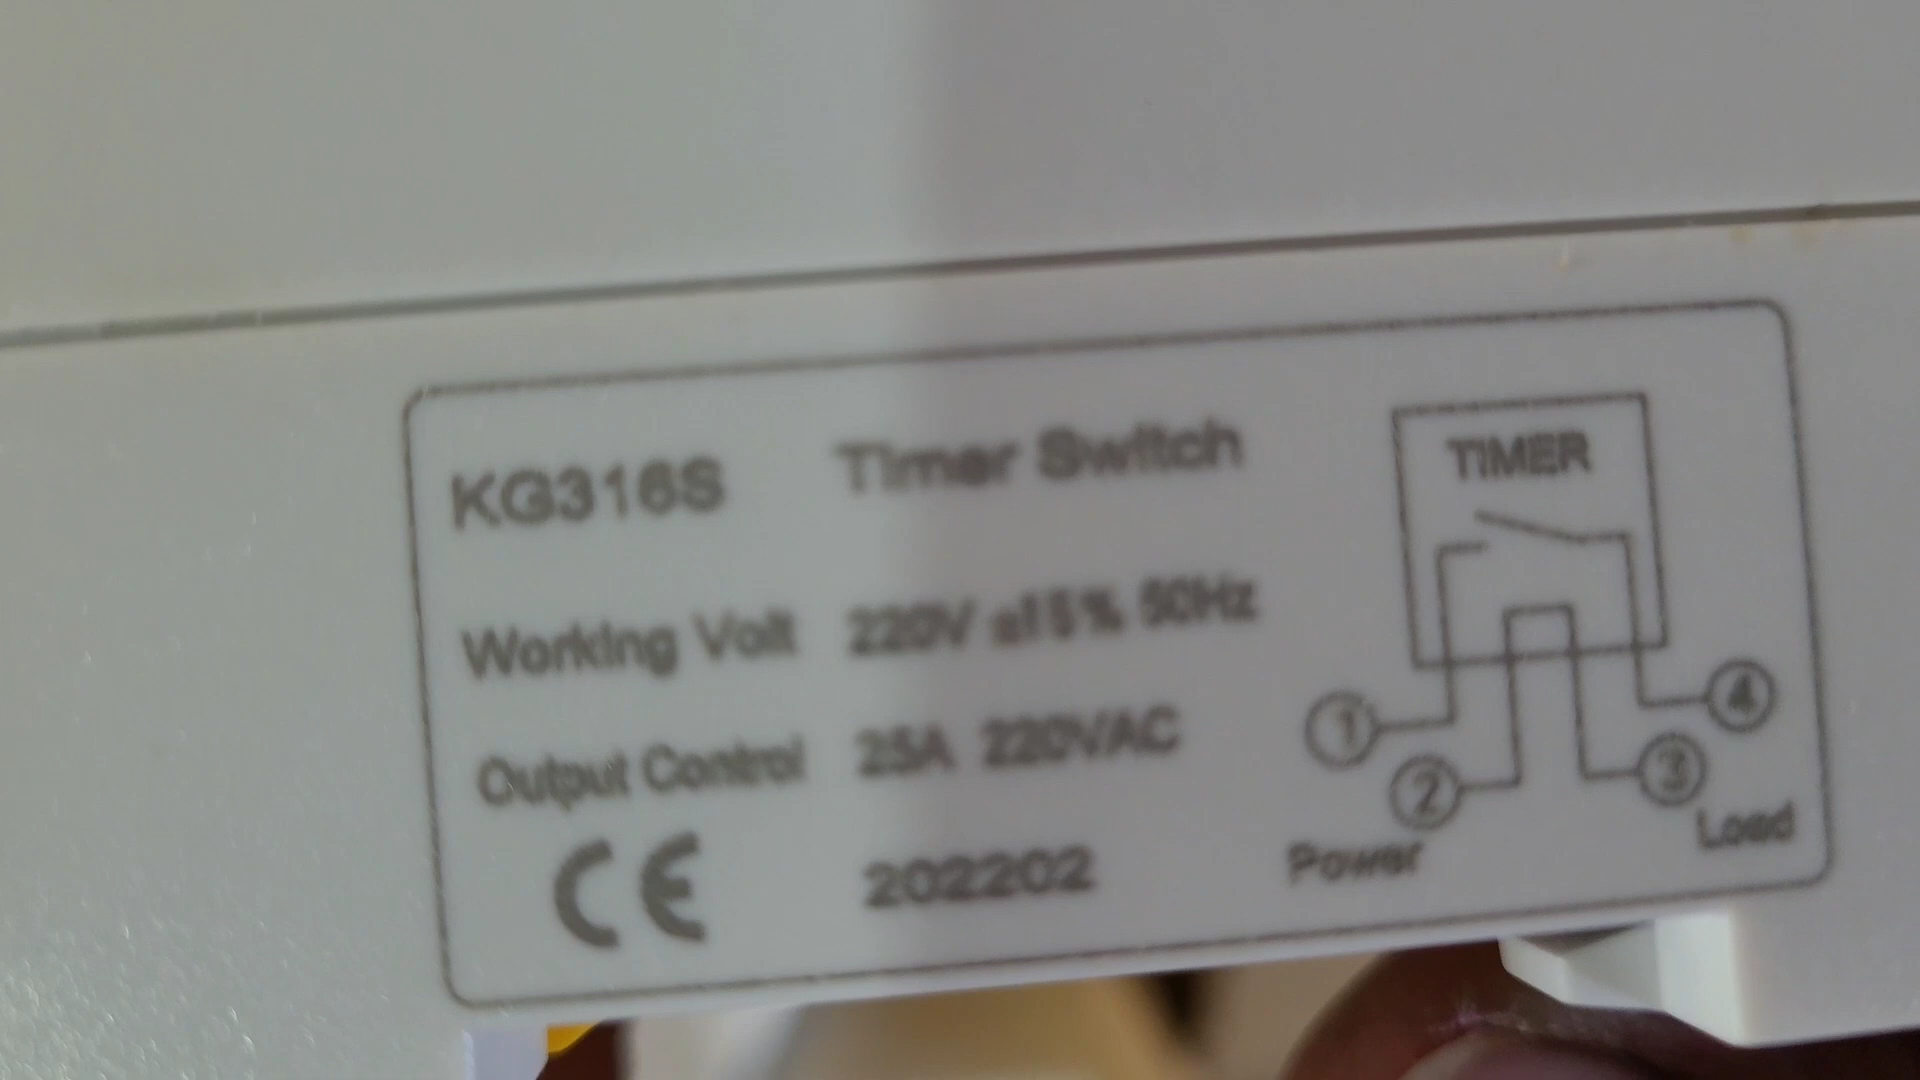 KG316S Timer Switch
Working Volt 220V ±15% 50Hz
Output Control 25A 220VAC
CE 202202
TIMER
1
4
2
3
Power
Load